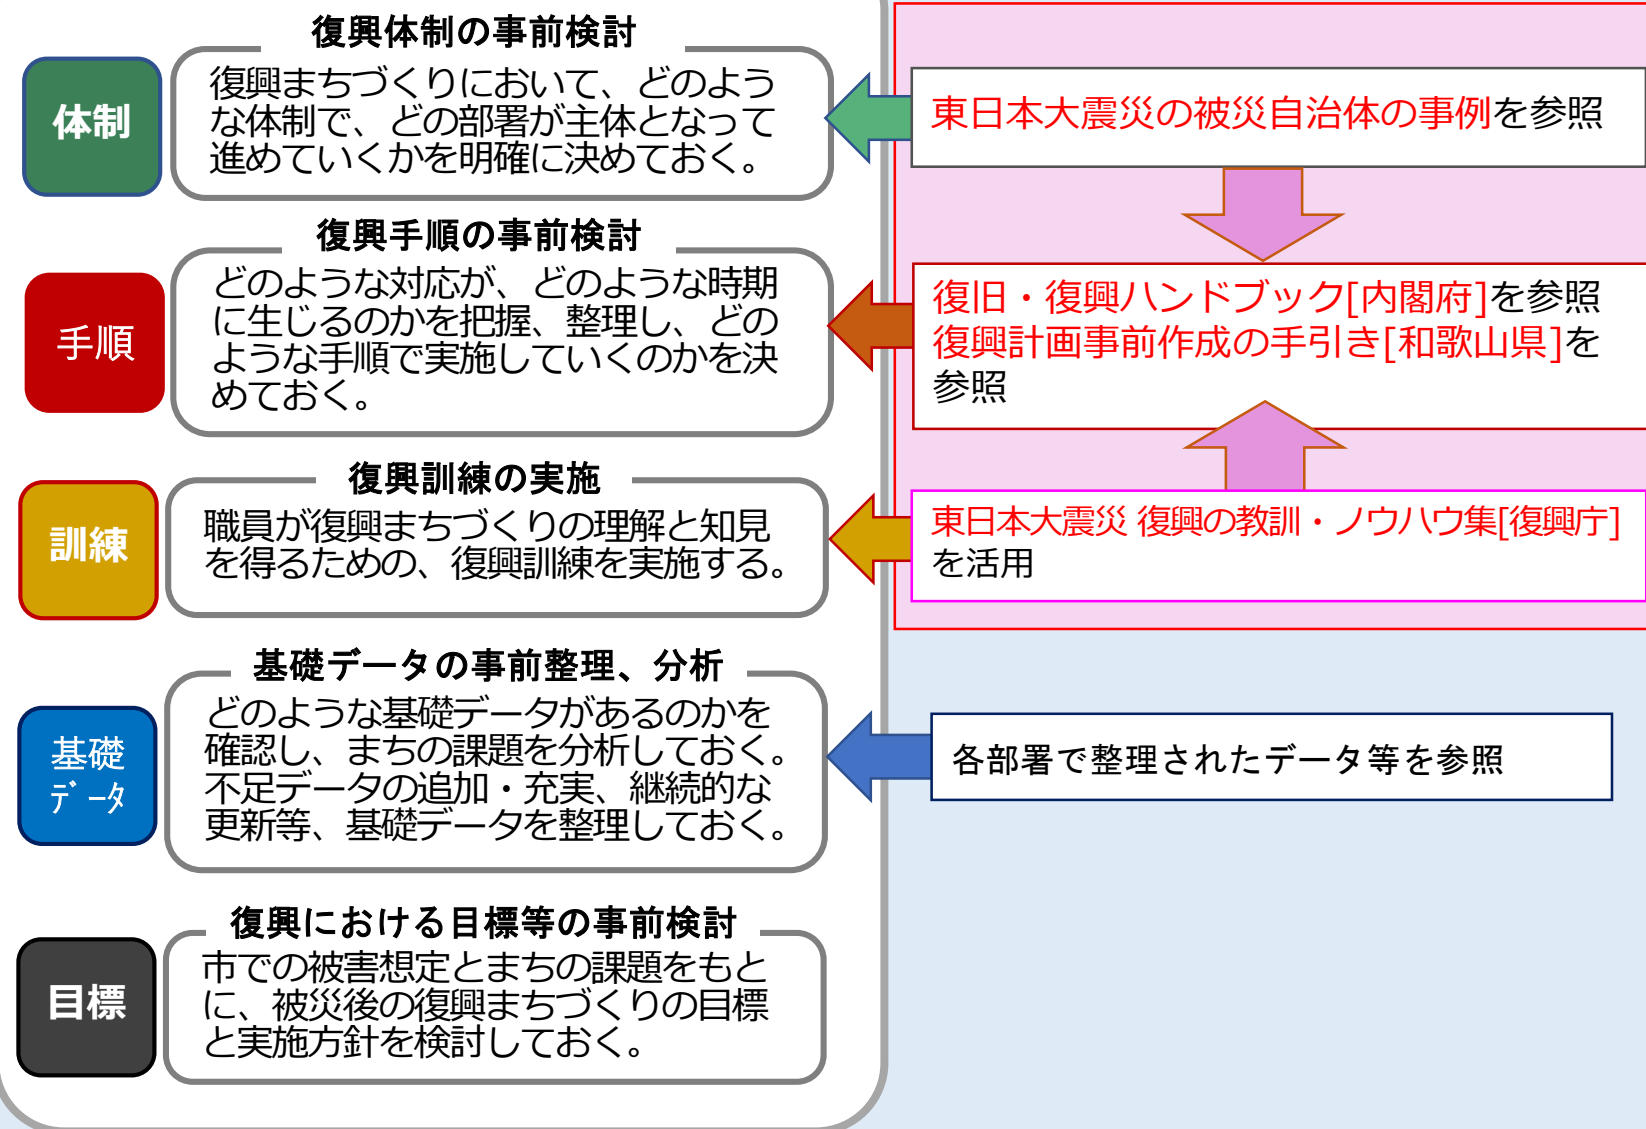 復興体制の事前検討
体制
復興まちづくりにおいて、どのよう
な体制で、どの部署が主体となって
進めていくかを明確に決めておく。
東日本大震災の被災自治体の事例を参照
復興手順の事前検討
手順
どのような対応が、どのような時期
に生じるのかを把握、整理し、どの
ような手順で実施していくのかを決
めておく。
復旧・復興ハンドブック[内閣府]を参照
復興計画事前作成の手引き[和歌山県]を
参照
復興訓練の実施
訓練
職員が復興まちづくりの理解と知見
を得るための、復興訓練を実施する。
東日本大震災 復興の教訓・ノウハウ集[復興庁]
を活用
基礎データの事前整理、分析
基礎
ﾃﾞｰﾀ
どのような基礎データがあるのかを
確認し、まちの課題を分析しておく。
不足データの追加・充実、継続的な
更新等、基礎データを整理しておく。
各部署で整理されたデータ等を参照
復興における目標等の事前検討
目標
市での被害想定とまちの課題をもと
に、被災後の復興まちづくりの目標
と実施方針を検討しておく。